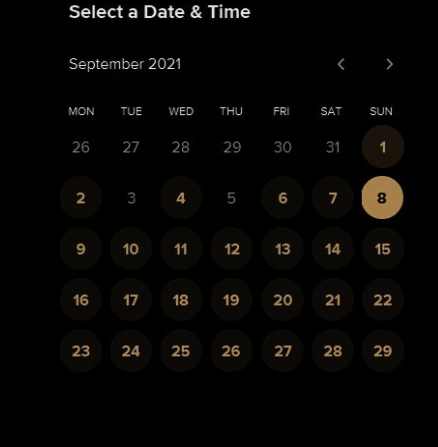 Select a Date & Time
September 2021
MON TUE WED THU FRI SAT SUN
26 27 28 29 30 31 1
2 3 4 5 6 7 8
9 10 11 12 13 14 15
16 17 18 19 20 21 22
23 24 25 26 27 28 29